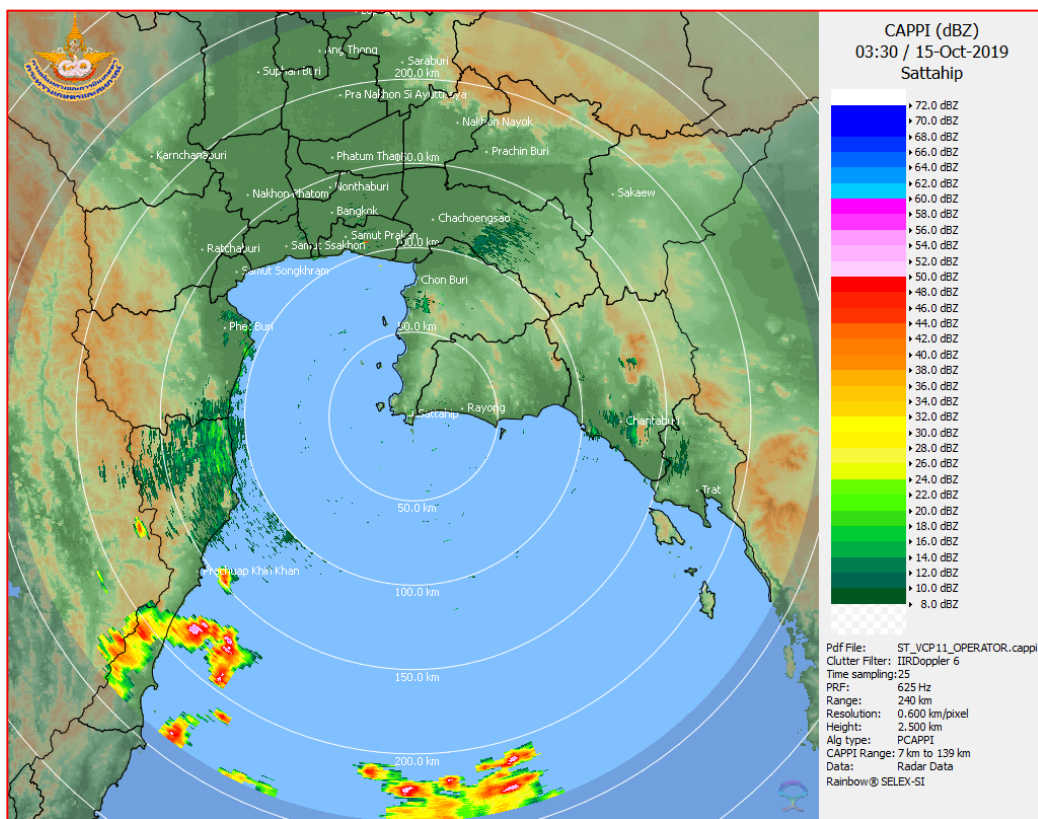 Ang Thong
Saraburi
Suphan Buri
200.0 km
Pra Nakhon Si Ayuttaya
Nakhon Nayok
Karnchanaburi
Phatum Thani
150.0 km
Prachin Buri
Nonthaburi
Nakhon Phatom
Sakaew
Bangkok
Chachoengsao
Samut Prakan
Ratchaburi
Samut Ssakhon
100.0 km
Samut Songkhram
Chon Buri
Phet Buri
50.0 km
Sattahip
Rayong
Chantaburi
Trat
50.0 km
Prachuap Khiri Khan
100.0 km
150.0 km
200.0 km
CAPPI (dBZ)
03:30 / 15-Oct-2019
Sattahip
72.0 dBZ
70.0 dBZ
68.0 dBZ
66.0 dBZ
64.0 dBZ
62.0 dBZ
60.0 dBZ
58.0 dBZ
56.0 dBZ
54.0 dBZ
52.0 dBZ
50.0 dBZ
48.0 dBZ
46.0 dBZ
44.0 dBZ
42.0 dBZ
40.0 dBZ
38.0 dBZ
36.0 dBZ
34.0 dBZ
32.0 dBZ
30.0 dBZ
28.0 dBZ
26.0 dBZ
24.0 dBZ
22.0 dBZ
20.0 dBZ
18.0 dBZ
16.0 dBZ
14.0 dBZ
12.0 dBZ
10.0 dBZ
8.0 dBZ
Pdf File: ST_VCP11_OPERATOR.cappi
Clutter Filter: IIRDoppler 6
Time sampling:25
PRF: 625 Hz
Range: 240 km
Resolution: 0.600 km/pixel
Height: 2.500 km
Alg type: PCAPPI
CAPPI Range: 7 km to 139 km
Data: Radar Data
Rainbow® SELEX-SI